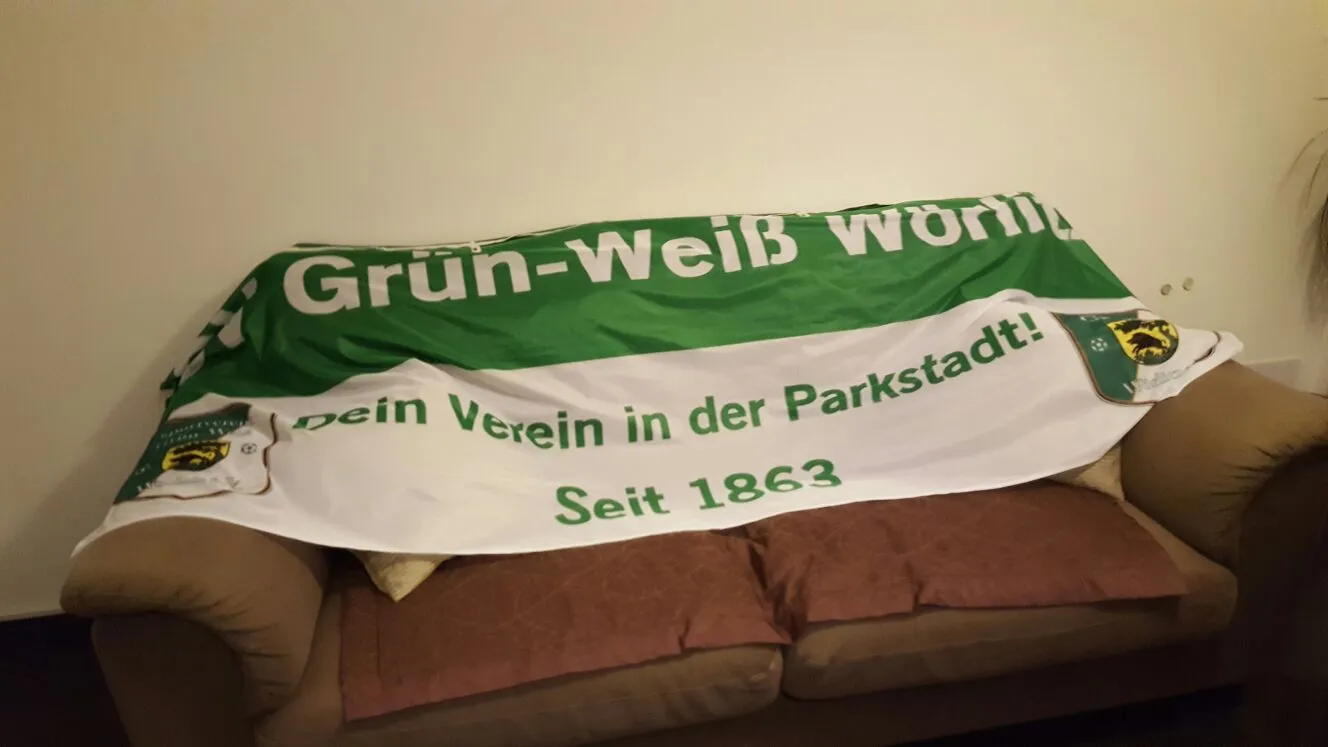 Grün-Weiß Wörlitz
Dein Verein in der Parkstadt!
Seit 1863